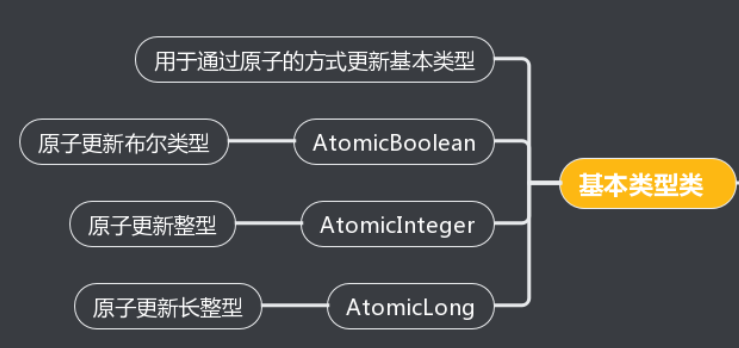 用于通过原子的方式更新基本类型
原子更新布尔类型
AtomicBoolean
基本类型类
原子更新整型
AtomicInteger
原子更新长整型
AtomicLong